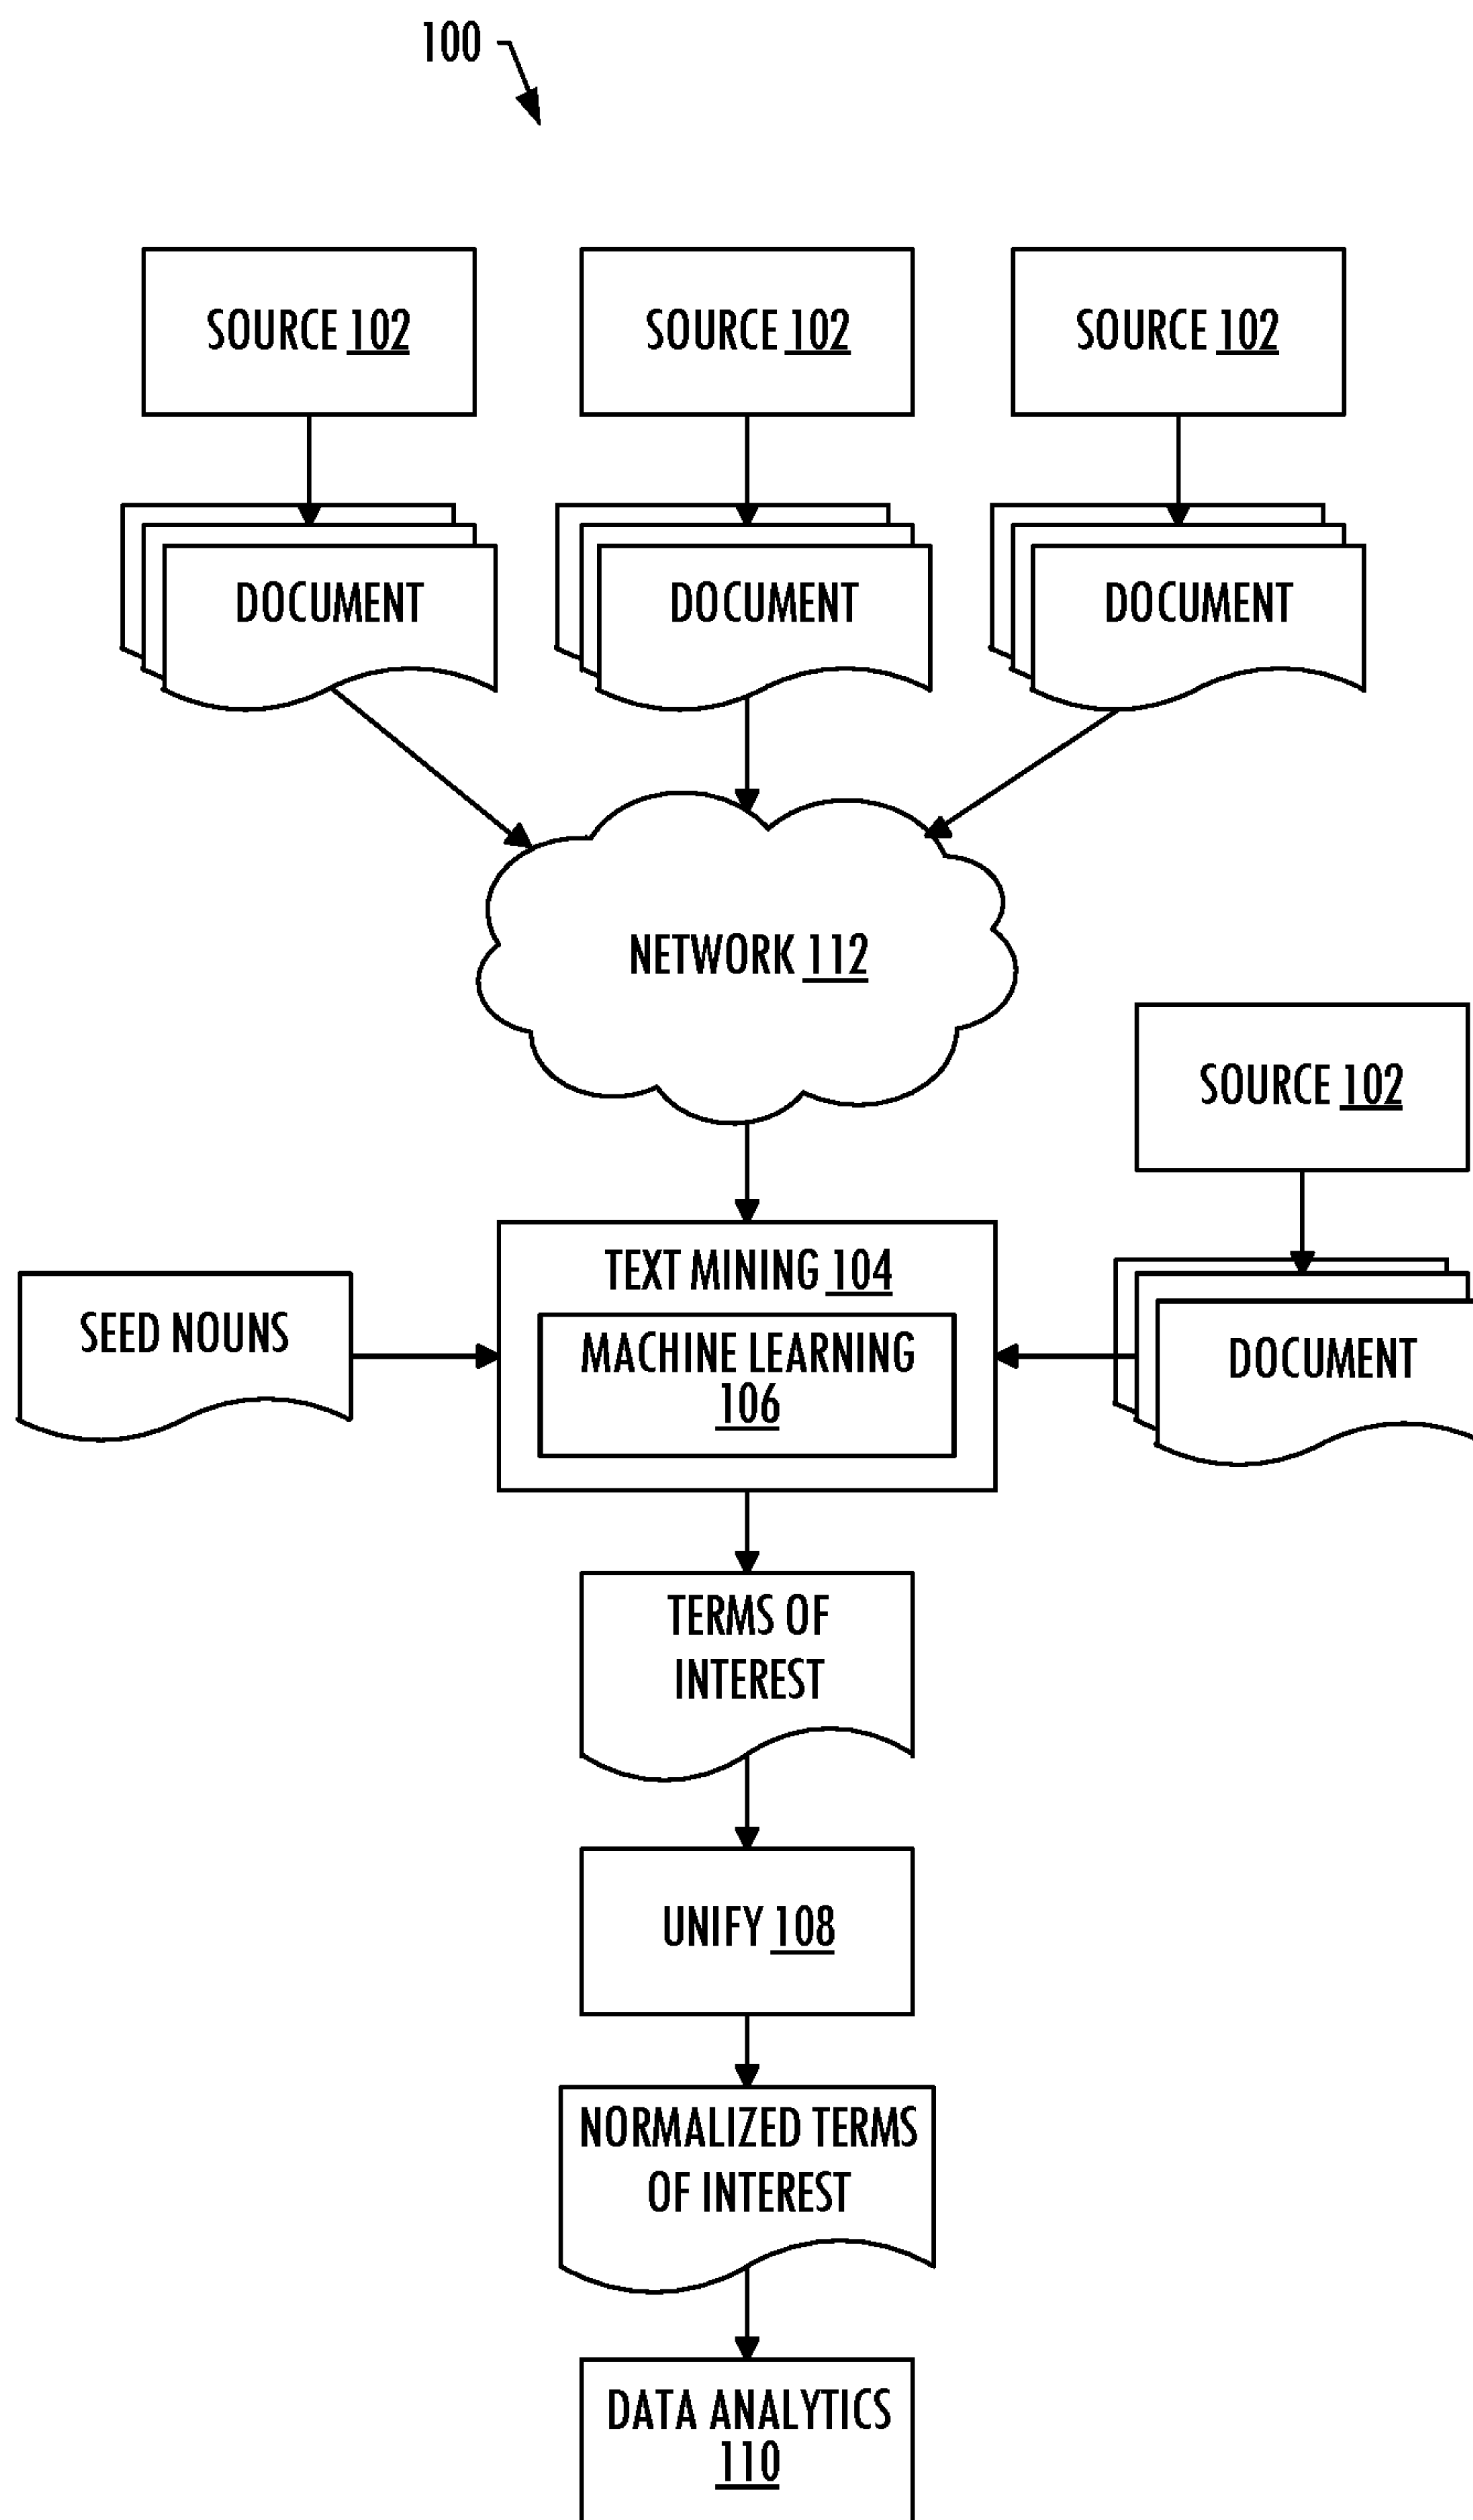 100
SOURCE 102
SOURCE 102
SOURCE 102
DOCUMENT
DOCUMENT
DOCUMENT
NETWORK 112
SOURCE 102
TEXT MINING 104
SEED NOUNS
MACHINE LEARNING
106
DOCUMENT
TERMS OF
INTEREST
UNIFY 108
NORMALIZED TERMS
OF INTEREST
DATA ANALYTICS
110